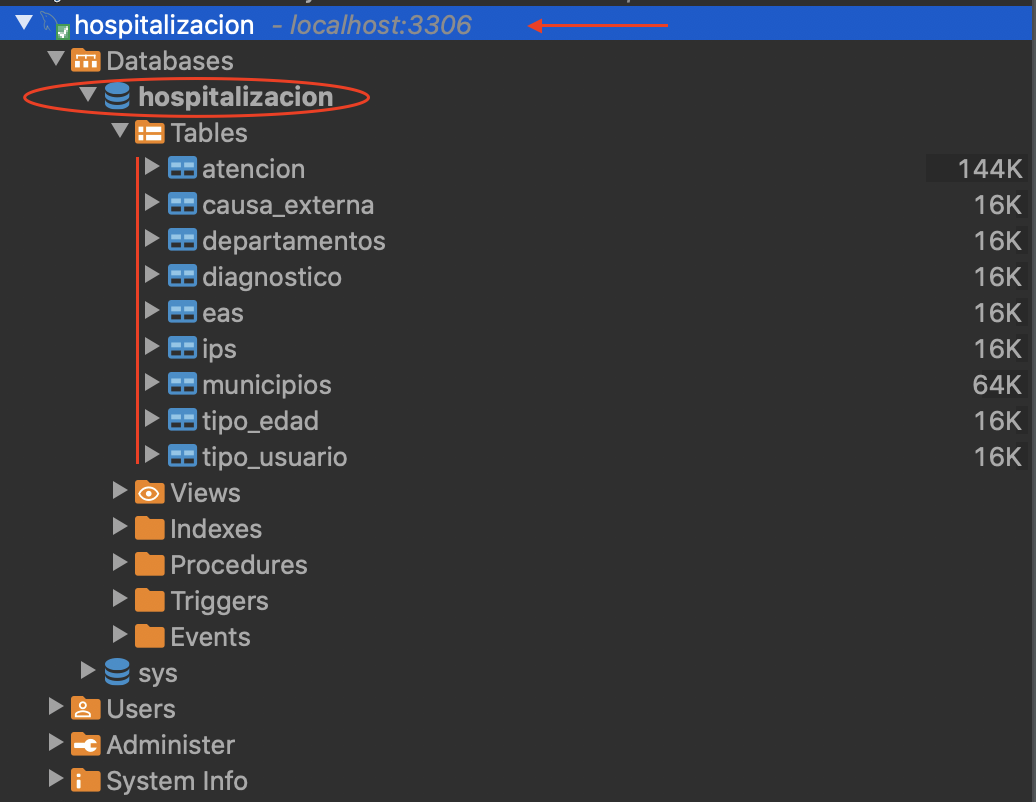 hospitalizacion - localhost:3306
Databases
hospitalizacion
Tables
atencion 144K
causa_externa 16K
departamentos 16K
diagnostico 16K
eas 16K
ips 16K
municipios 64K
tipo_edad 16K
tipo_usuario 16K
Views
Indexes
Procedures
Triggers
Events
sys
Users
Administer
System Info